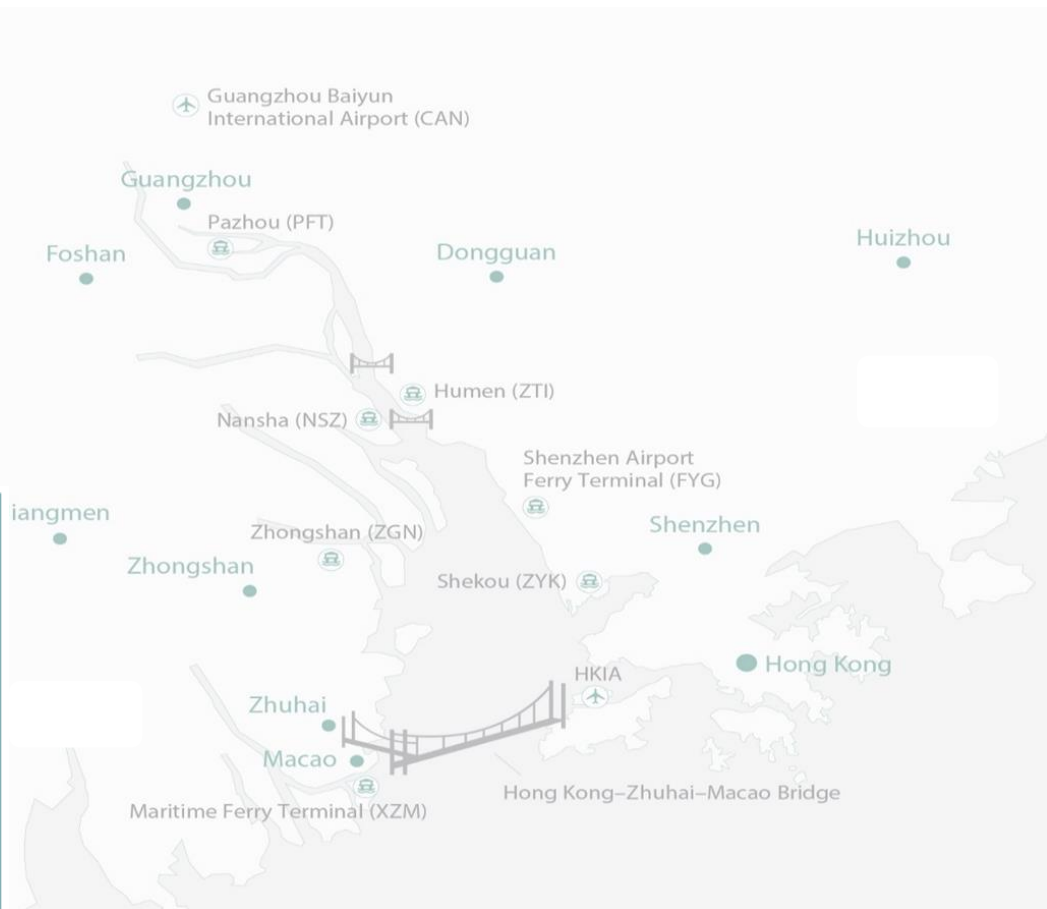 Guangzhou Baiyun
International Airport (CAN)
Guangzhou
Pazhou (PFT)
Foshan
Dongguan
Huizhou
Humen (ZTI)
Nansha (NSZ)
Shenzhen Airport
Ferry Terminal (FYG)
iangmen
Shenzhen
Zhongshan (ZGN)
Zhongshan
Shekou (ZYK)
Hong Kong
HKIA
Zhuhai
Macao
Hong Kong–Zhuhai–Macao Bridge
Maritime Ferry Terminal (XZM)